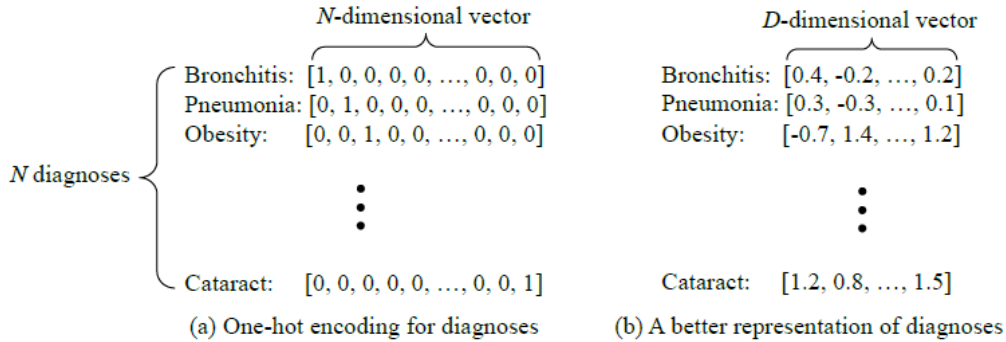 N-dimensional vector
Bronchitis: [1, 0, 0, 0, 0, …, 0, 0, 0]
Pneumonia: [0, 1, 0, 0, 0, …, 0, 0, 0]
Obesity: [0, 0, 1, 0, 0, …, 0, 0, 0]
N diagnoses
Cataract: [0, 0, 0, 0, 0, …, 0, 0, 1]
(a) One-hot encoding for diagnoses
D-dimensional vector
Bronchitis: [0.4, -0.2, …, 0.2]
Pneumonia: [0.3, -0.3, …, 0.1]
Obesity: [-0.7, 1.4, …, 1.2]
Cataract: [1.2, 0.8, …, 1.5]
(b) A better representation of diagnoses